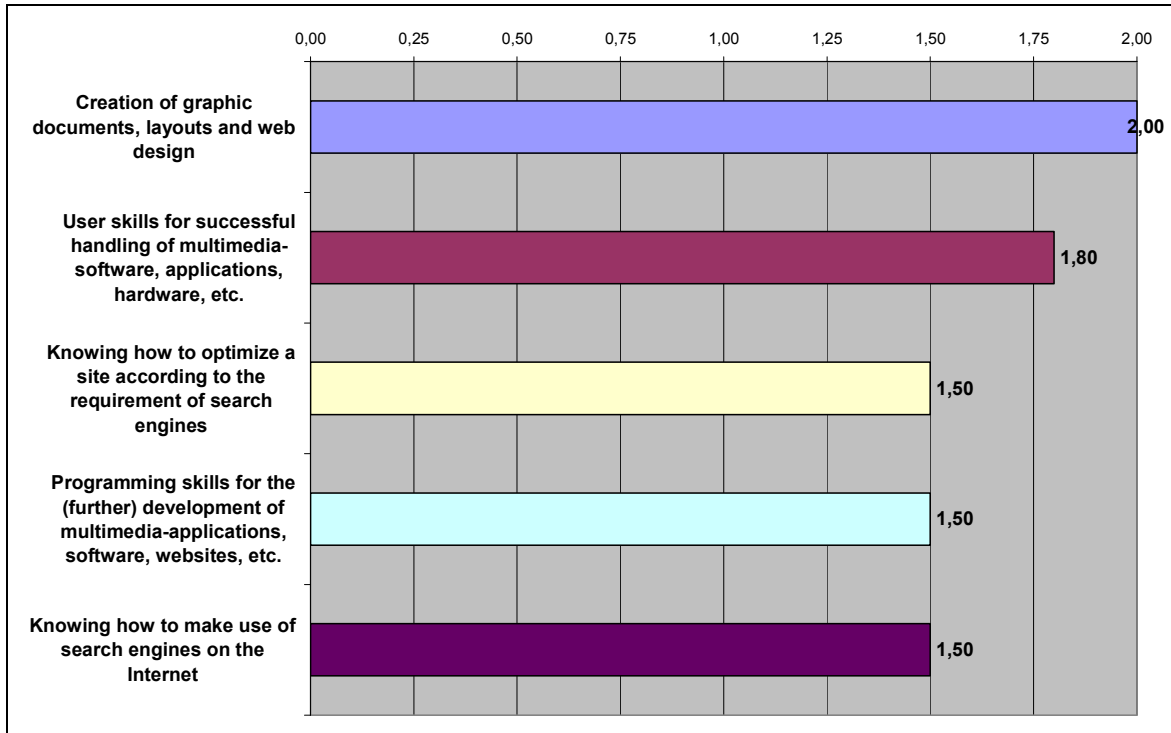 0,00 0,25 0,50 0,75 1,00 1,25 1,50 1,75 2,00
Creation of graphic
documents, layouts and web
design
2,00
User skills for successful
handling of multimedia-
software, applications,
hardware, etc.
1,80
Knowing how to optimize a
site according to the
requirement of search
engines
1,50
Programming skills for the
(further) development of
multimedia-applications,
software, websites, etc.
1,50
Knowing how to make use of
search engines on the
Internet
1,50